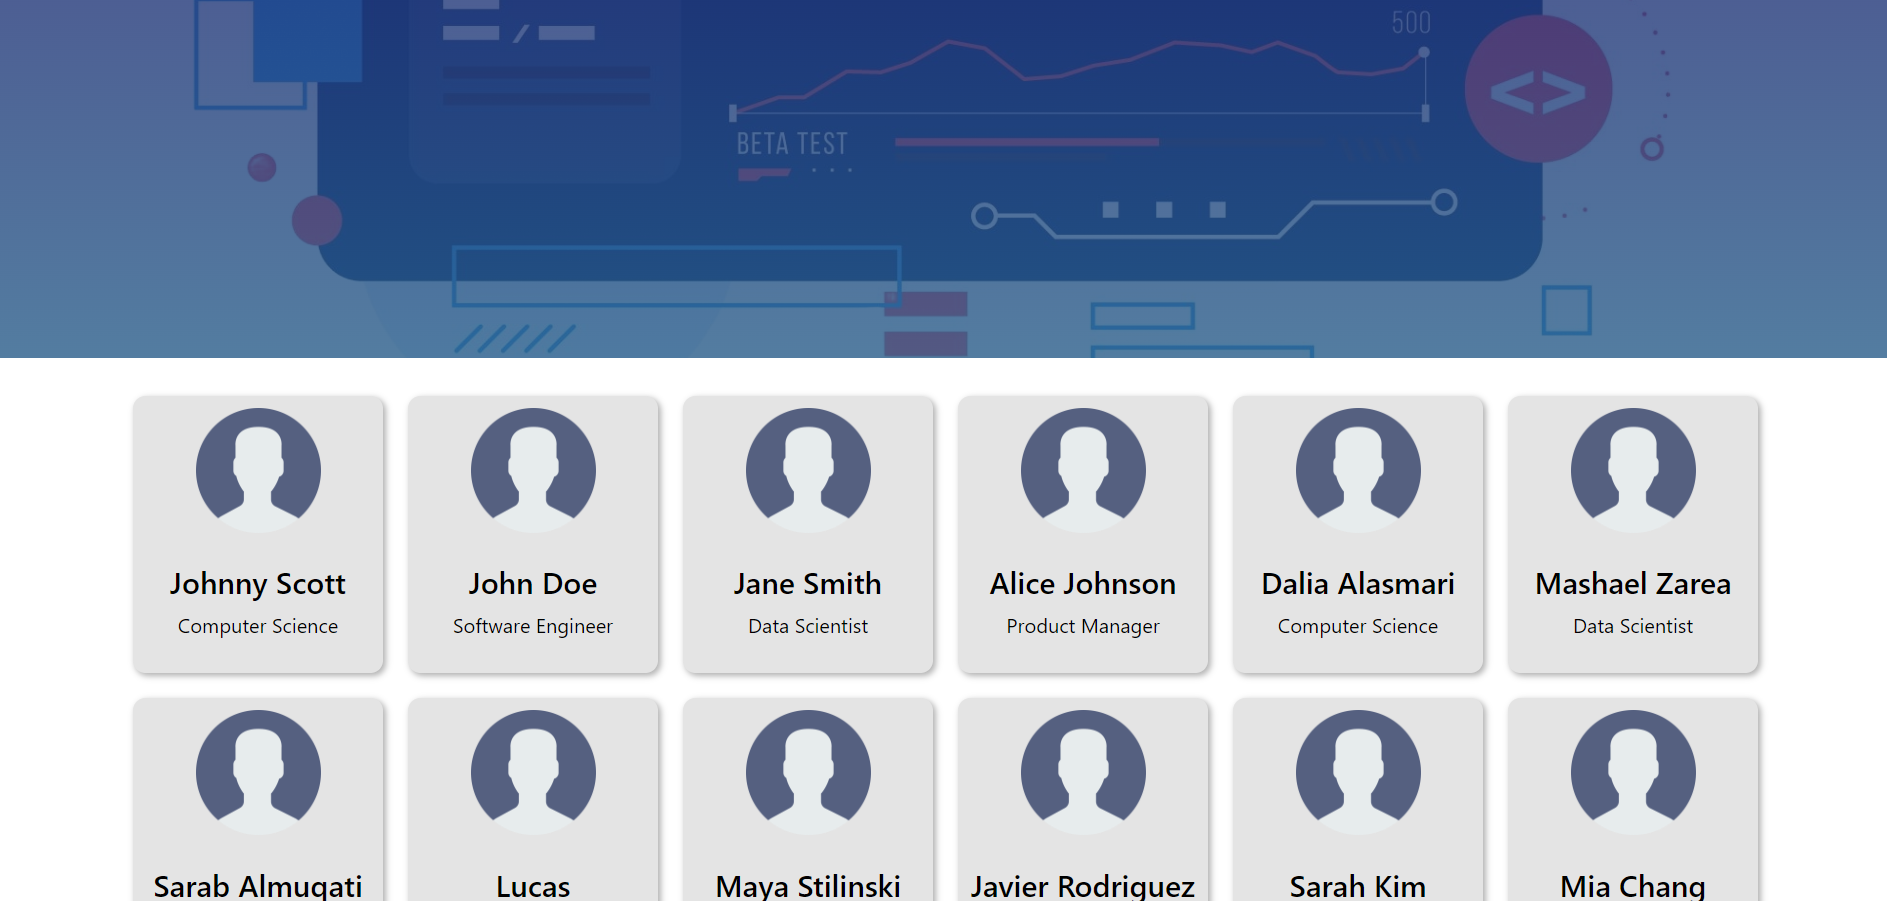 500
BETA TEST
<>
Johnny Scott
Computer Science
John Doe
Software Engineer
Jane Smith
Data Scientist
Alice Johnson
Product Manager
Dalia Alasmari
Computer Science
Mashael Zarea
Data Scientist
Sarab Almuqati
Lucas
Maya Stilinski
Javier Rodriguez
Sarah Kim
Mia Chang